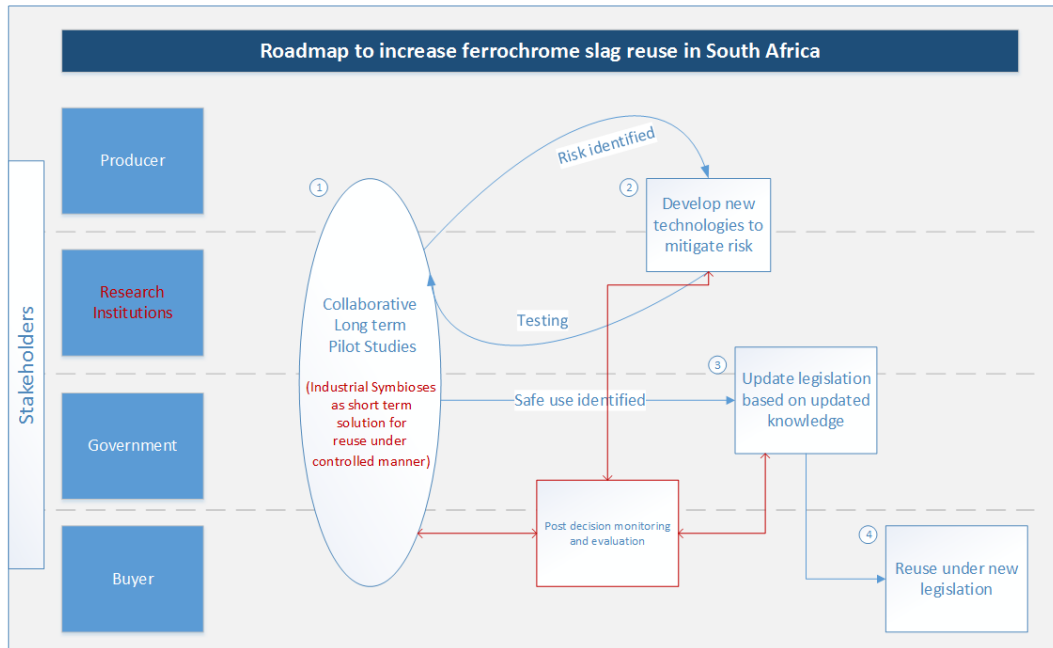 Roadmap to increase ferrochrome slag reuse in South Africa
Stakeholders
Producer
Research
Institutions
Government
Buyer
1
Collaborative
Long term
Pilot Studies
(Industrial Symbioses
as short term
solution for
reuse under
controlled manner)
Risk identified
2
Develop new
technologies to
mitigate risk
Testing
Safe use identified
3
Update legislation
based on updated
knowledge
Post decision monitoring
and evaluation
4
Reuse under new
legislation